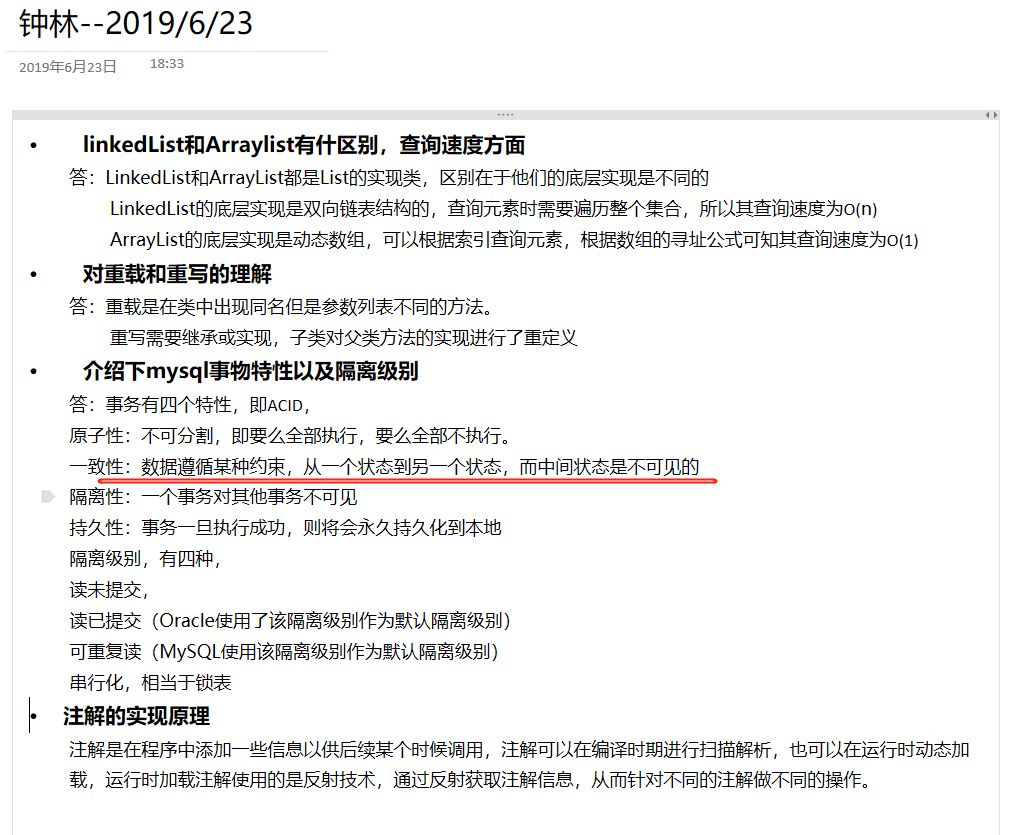 钟林--2019/6/23
2019年6月23日 18:33
• linkedList和Arraylist有什区别，查询速度方面
答：LinkedList和ArrayList都是List的实现类，区别在于他们的底层实现是不同的
LinkedList的底层实现是双向链表结构的，查询元素时需要遍历整个集合，所以其查询速度为O(n)
ArrayList的底层实现是动态数组，可以根据索引查询元素，根据数组的寻址公式可知其查询速度为O(1)
• 对重载和重写的理解
答：重载是在类中出现同名但是参数列表不同的方法。
重写需要继承或实现，子类对父类方法的实现进行了重定义
• 介绍下mysql事物特性以及隔离级别
答：事务有四个特性，即ACID，
原子性：不可分割，即要么全部执行，要么全部不执行。
一致性：数据遵循某种约束，从一个状态到另一个状态，而中间状态是不可见的
隔离性：一个事务对其他事务不可见
持久性：事务一旦执行成功，则将会永久持久化到本地
隔离级别，有四种，
读未提交，
读已提交（Oracle使用了该隔离级别作为默认隔离级别）
可重复读（MySQL使用该隔离级别作为默认隔离级别）
串行化，相当于锁表
• 注解的实现原理
注解是在程序中添加一些信息以供后续某个时候调用，注解可以在编译时期进行扫描解析，也可以在运行时动态加
载，运行时加载注解使用的是反射技术，通过反射获取注解信息，从而针对不同的注解做不同的操作。